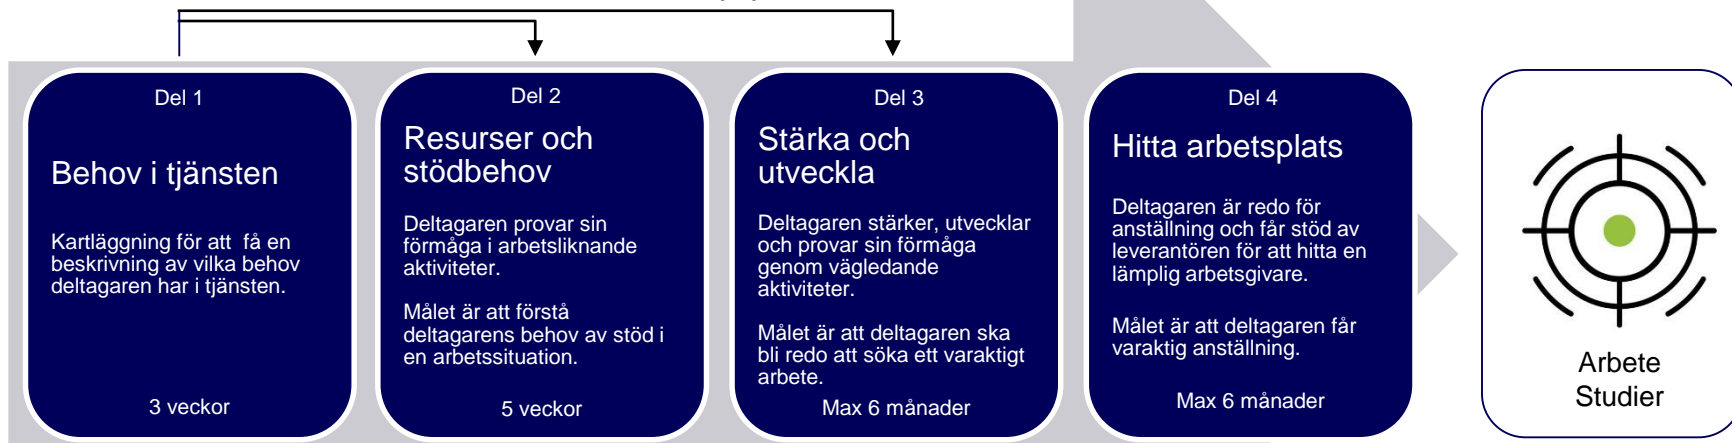 Del 1
Behov i tjänsten
Kartläggning för att  få en
beskrivning av vilka behov
deltagaren har i tjänsten.
3 veckor
Del 2
Resurser och
stödbehov
Deltagaren provar sin
förmåga i arbetsliknande
aktiviteter.
Målet är att förstå
deltagarens behov av stöd i
en arbetssituation.
5 veckor
Del 3
Stärka och
utveckla
Deltagaren stärker, utvecklar
och provar sin förmåga
genom vägledande
aktiviteter.
Målet är att deltagaren ska
bli redo att söka ett varaktigt
arbete.
Max 6 månader
Del 4
Hitta arbetsplats
Deltagaren är redo för
anställning och får stöd av
leverantören för att hitta en
lämplig arbetsgivare.
Målet är att deltagaren får
varaktig anställning.
Max 6 månader
Arbete
Studier